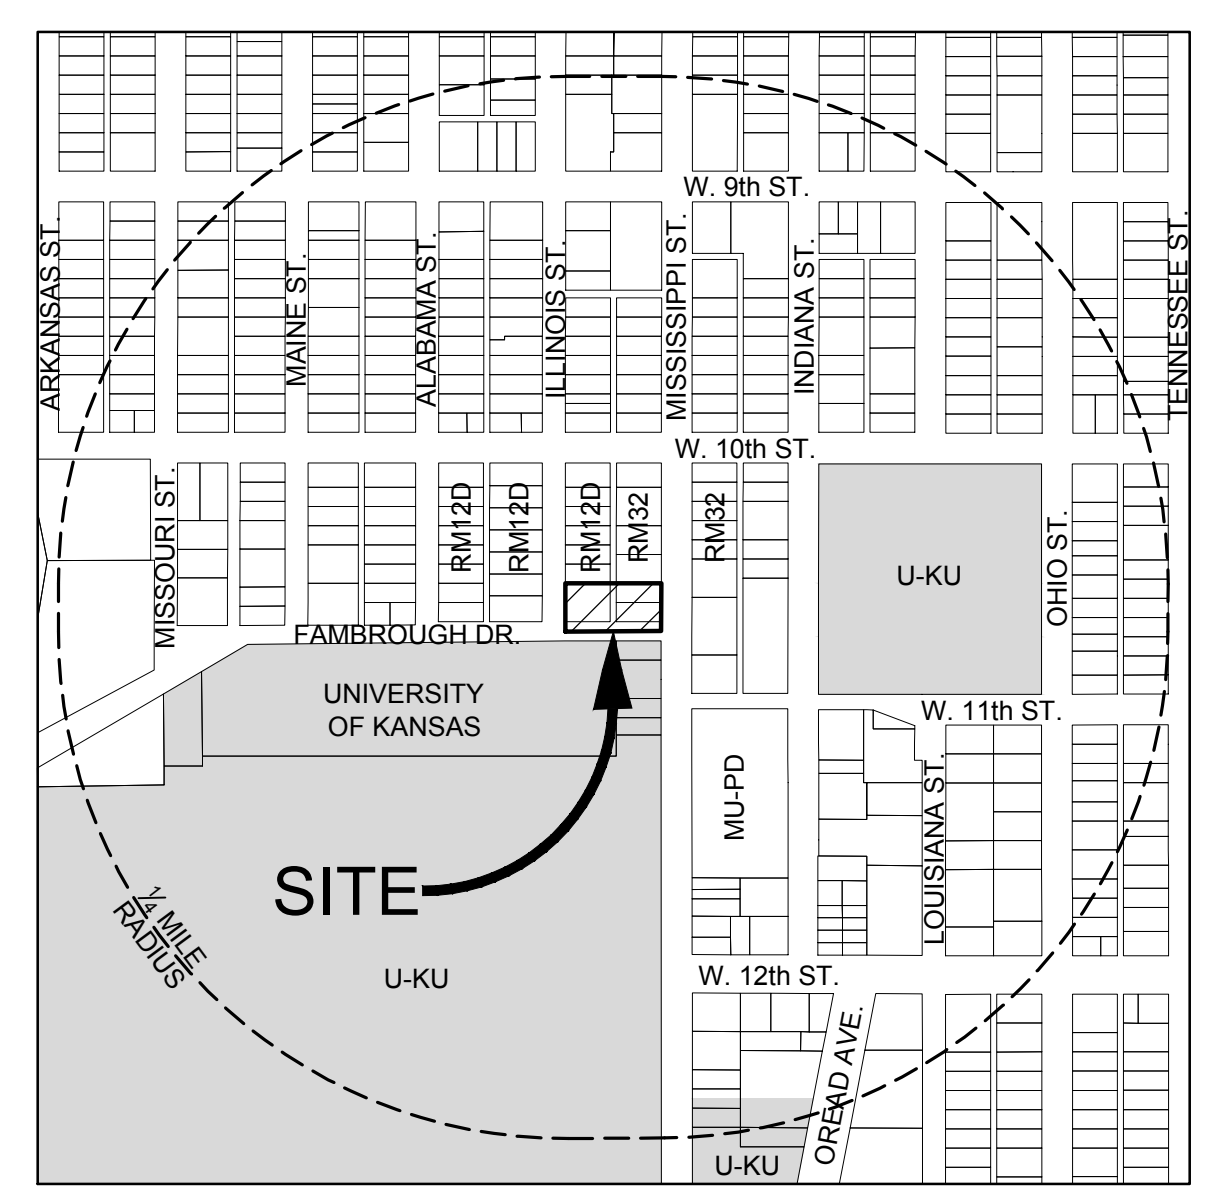 W. 9th ST.
ARKANSAS ST.
MAINE ST.
ALABAMA ST.
ILLINOIS ST.
MISSISSIPPI ST.
INDIANA ST.
TENNESSEE ST.
W. 10th ST.
MISSOURI ST.
RM12D
RM12D
RM12D
RM32
RM32
U-KU
OHIO ST.
FAMBROUGH DR.
UNIVERSITY
OF KANSAS
W. 11th ST.
MU-PD
LOUISIANA ST.
SITE
1/4 MILE
RADIUS
U-KU
W. 12th ST.
OREAD AVE.
U-KU